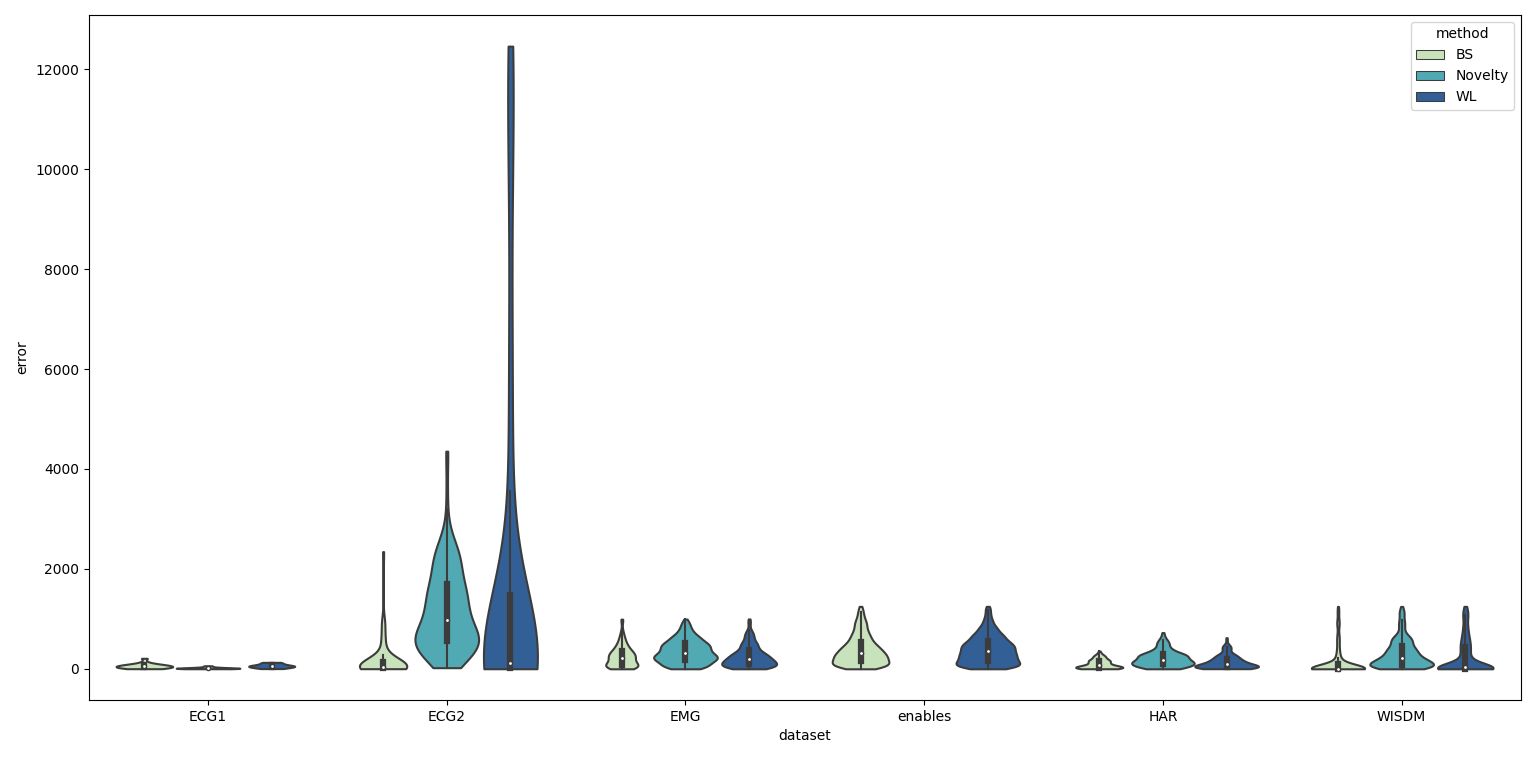 method
BS
Novelty
WL
12000
10000
8000
6000
4000
2000
0
error
ECG1 ECG2 EMG enables HAR WISDM
dataset